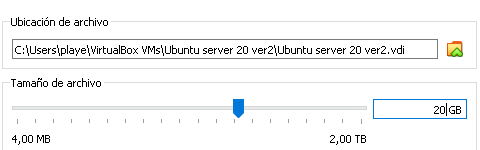 Ubicación de archivo
C:\Users\playe\VirtualBox VMs\Ubuntu server 20 ver2\Ubuntu server 20 ver2.vdi
Tamaño de archivo
20 GB
4,00 MB 2,00 TB